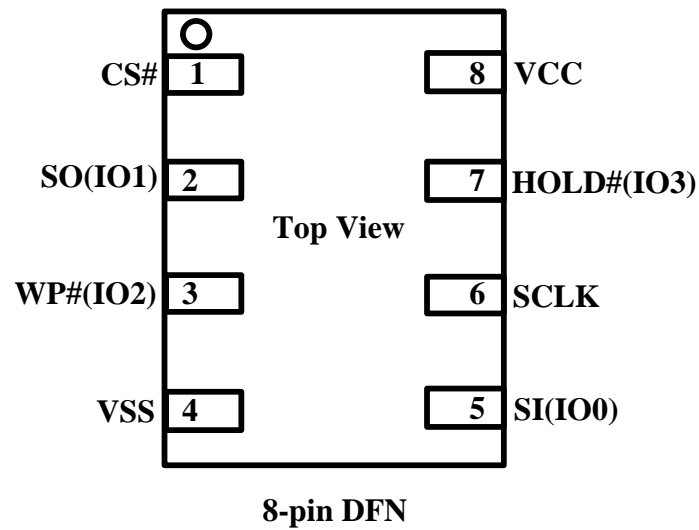 CS# 1 8 VCC
SO(IO1) 2 7 HOLD#(IO3)
Top View
WP#(IO2) 3 6 SCLK
VSS 4 5 SI(IO0)
8-pin DFN